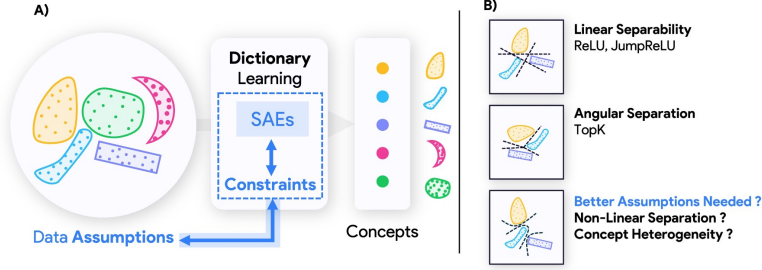 A)
Dictionary
Learning
SAEs
Constraints
Data Assumptions
Concepts
B)
Linear Separability
ReLU, JumpReLU
Angular Separation
TopK
Better Assumptions Needed ?
Non-Linear Separation ?
Concept Heterogeneity ?